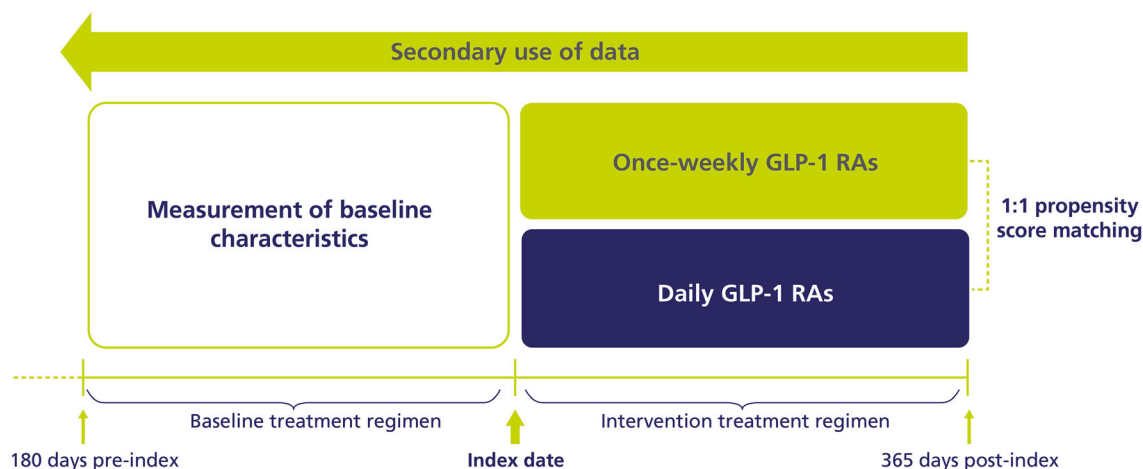 Secondary use of data
Measurement of baseline
characteristics
Once-weekly GLP-1 RAs
Daily GLP-1 RAs
1:1 propensity
score matching
Baseline treatment regimen
Intervention treatment regimen
180 days pre-index
Index date
365 days post-index